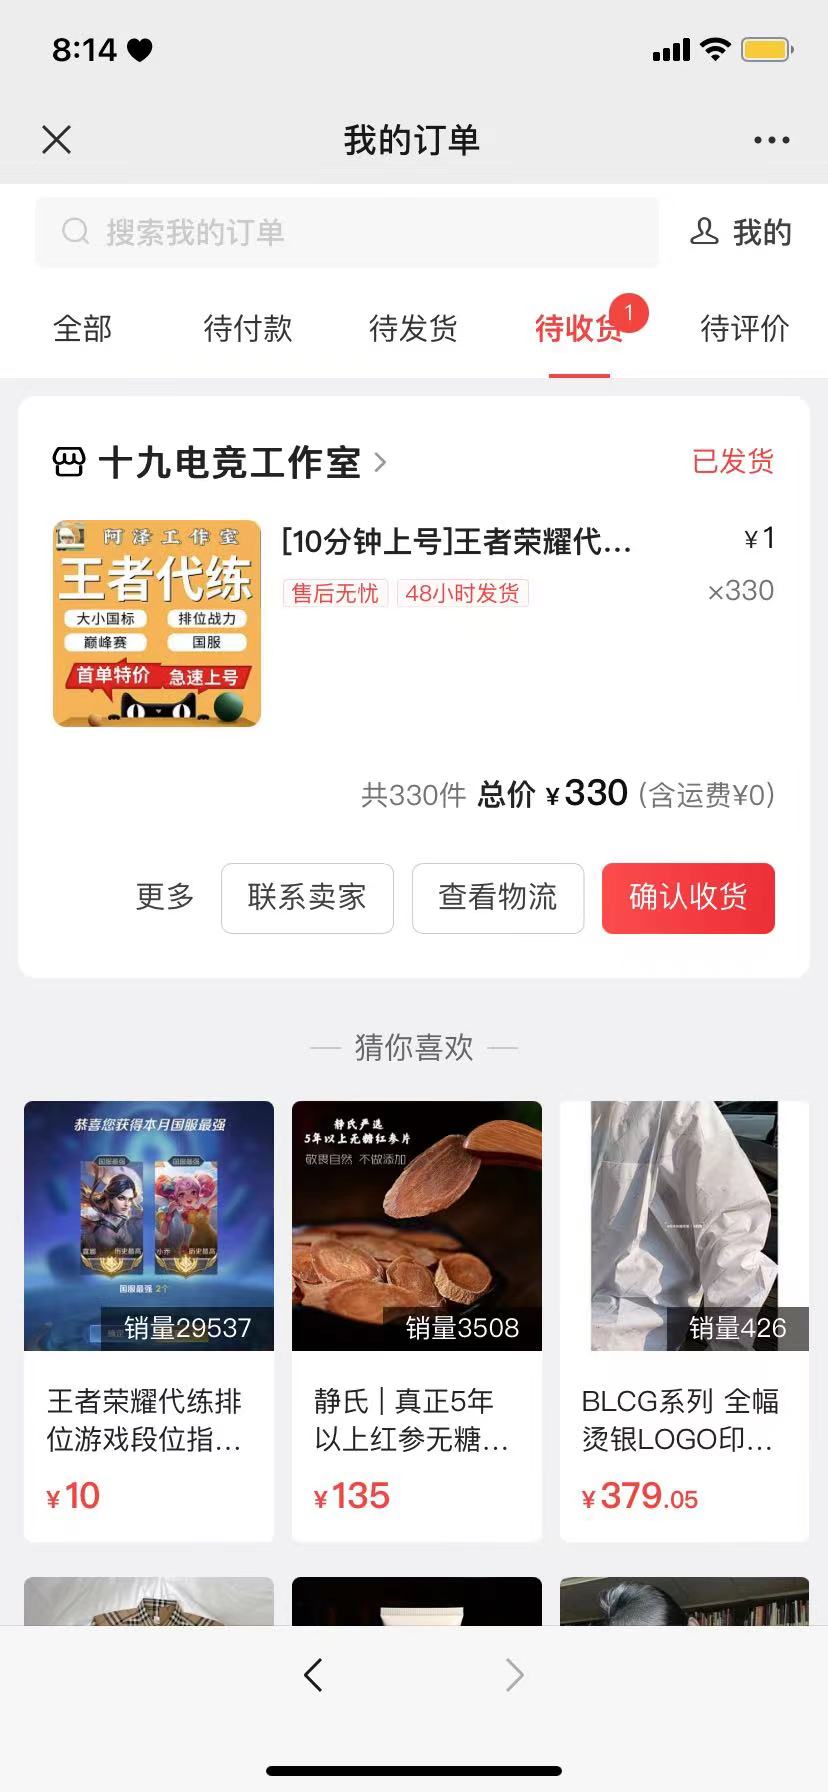 8:14
我的订单
搜索我的订单
我的
全部
待付款
待发货
待收货
1
待评价
十九电竞工作室
已发货
阿泽工作室
王者代练
大小国标
排位战力
巅峰赛
国服
首单特价
急速上号
[10分钟上号]王者荣耀代...
¥1
售后无忧
48小时发货
×330
共330件 总价 ¥330 (含运费¥0)
更多
联系卖家
查看物流
确认收货
猜你喜欢
恭喜您获得本月国服最强
国服最强
国服最强
历史最高
小乔
历史最高
国服最强 2个
销量29537
静氏严选
5年以上无糖红参片
敬畏自然 不做添加
销量3508
销量426
王者荣耀代练排
位游戏段位指...
¥10
静氏 | 真正5年
以上红参无糖...
¥135
BLCG系列 全幅
烫银LOGO印...
¥379.05